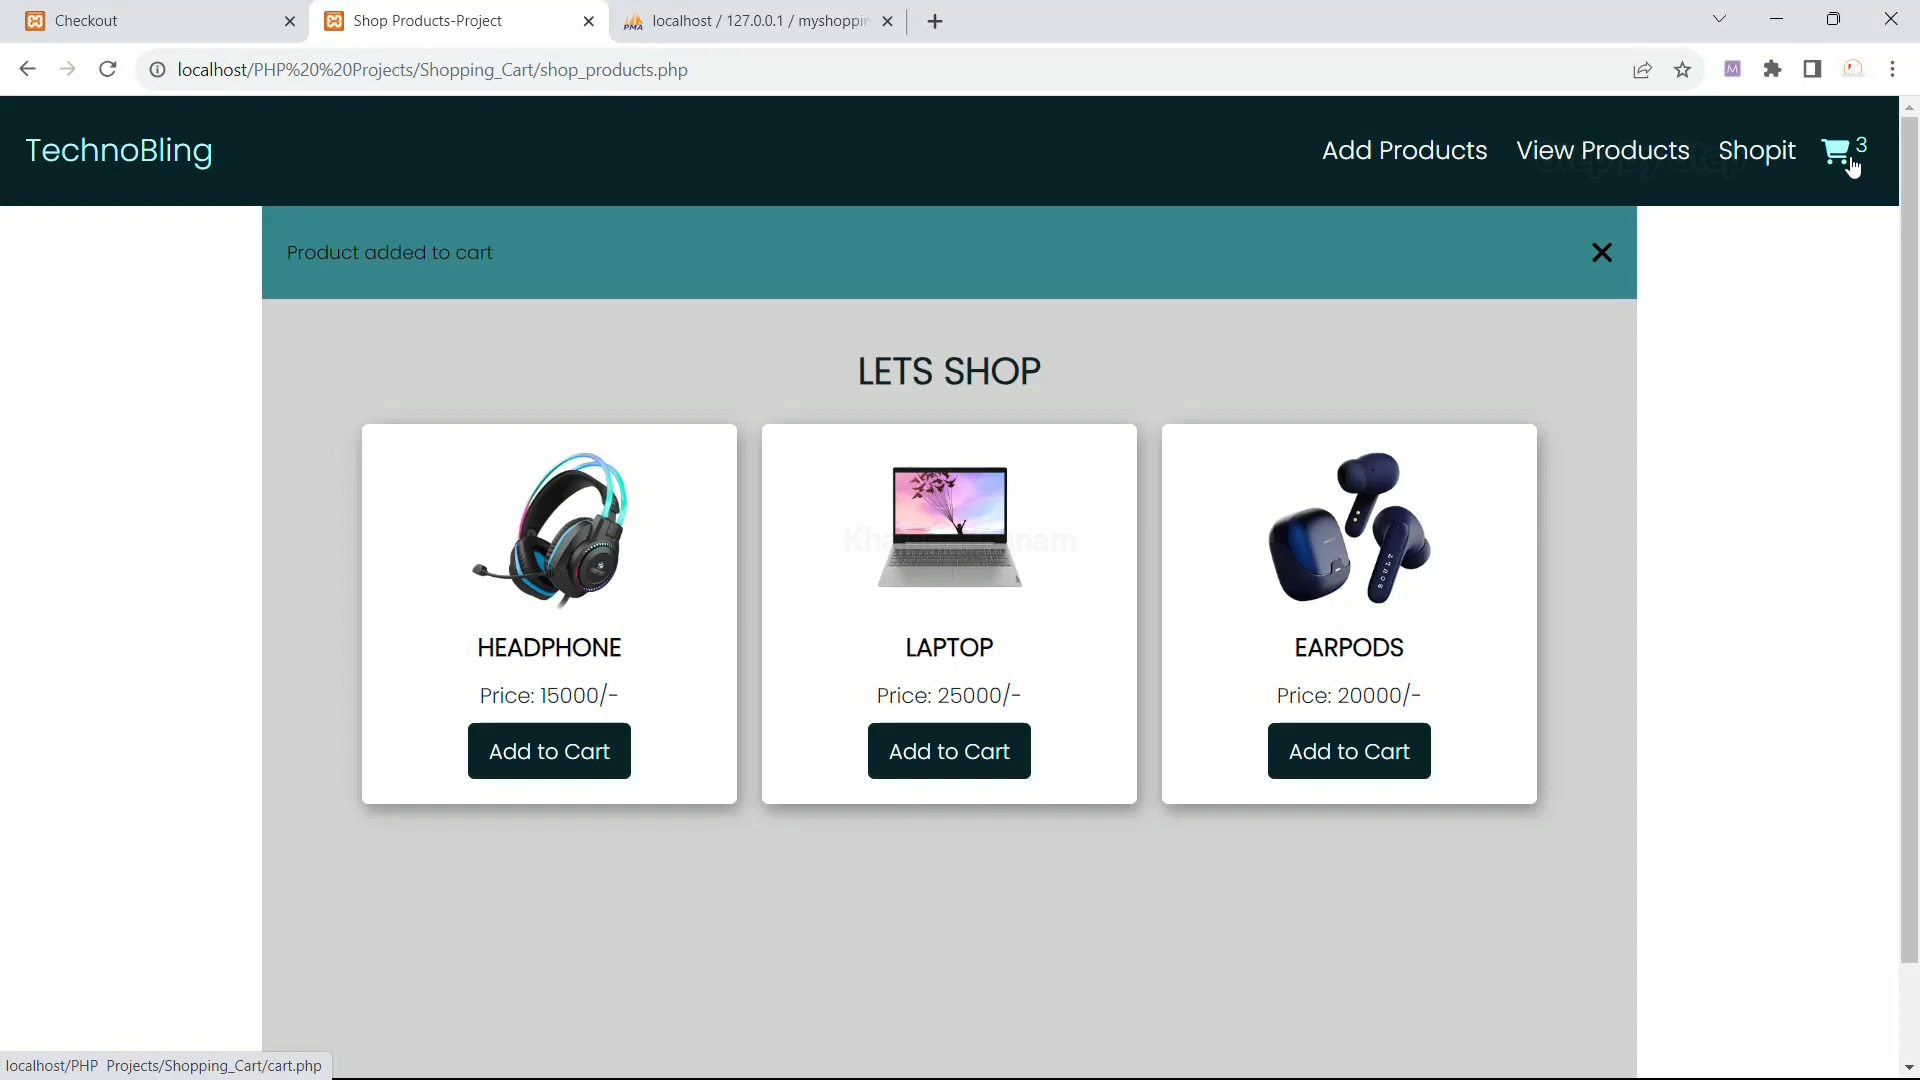 Checkout
Shop Products-Project
localhost / 127.0.0.1 / myshoppin
localhost/PHP%20%20Projects/Shopping_Cart/shop_products.php
TechnoBling
Add Products View Products Shopit 3
Product added to cart
LETS SHOP
HEADPHONE
Price: 15000/-
Add to Cart
LAPTOP
Price: 25000/-
Add to Cart
EARPODS
Price: 20000/-
Add to Cart
localhost/PHP Projects/Shopping_Cart/cart.php